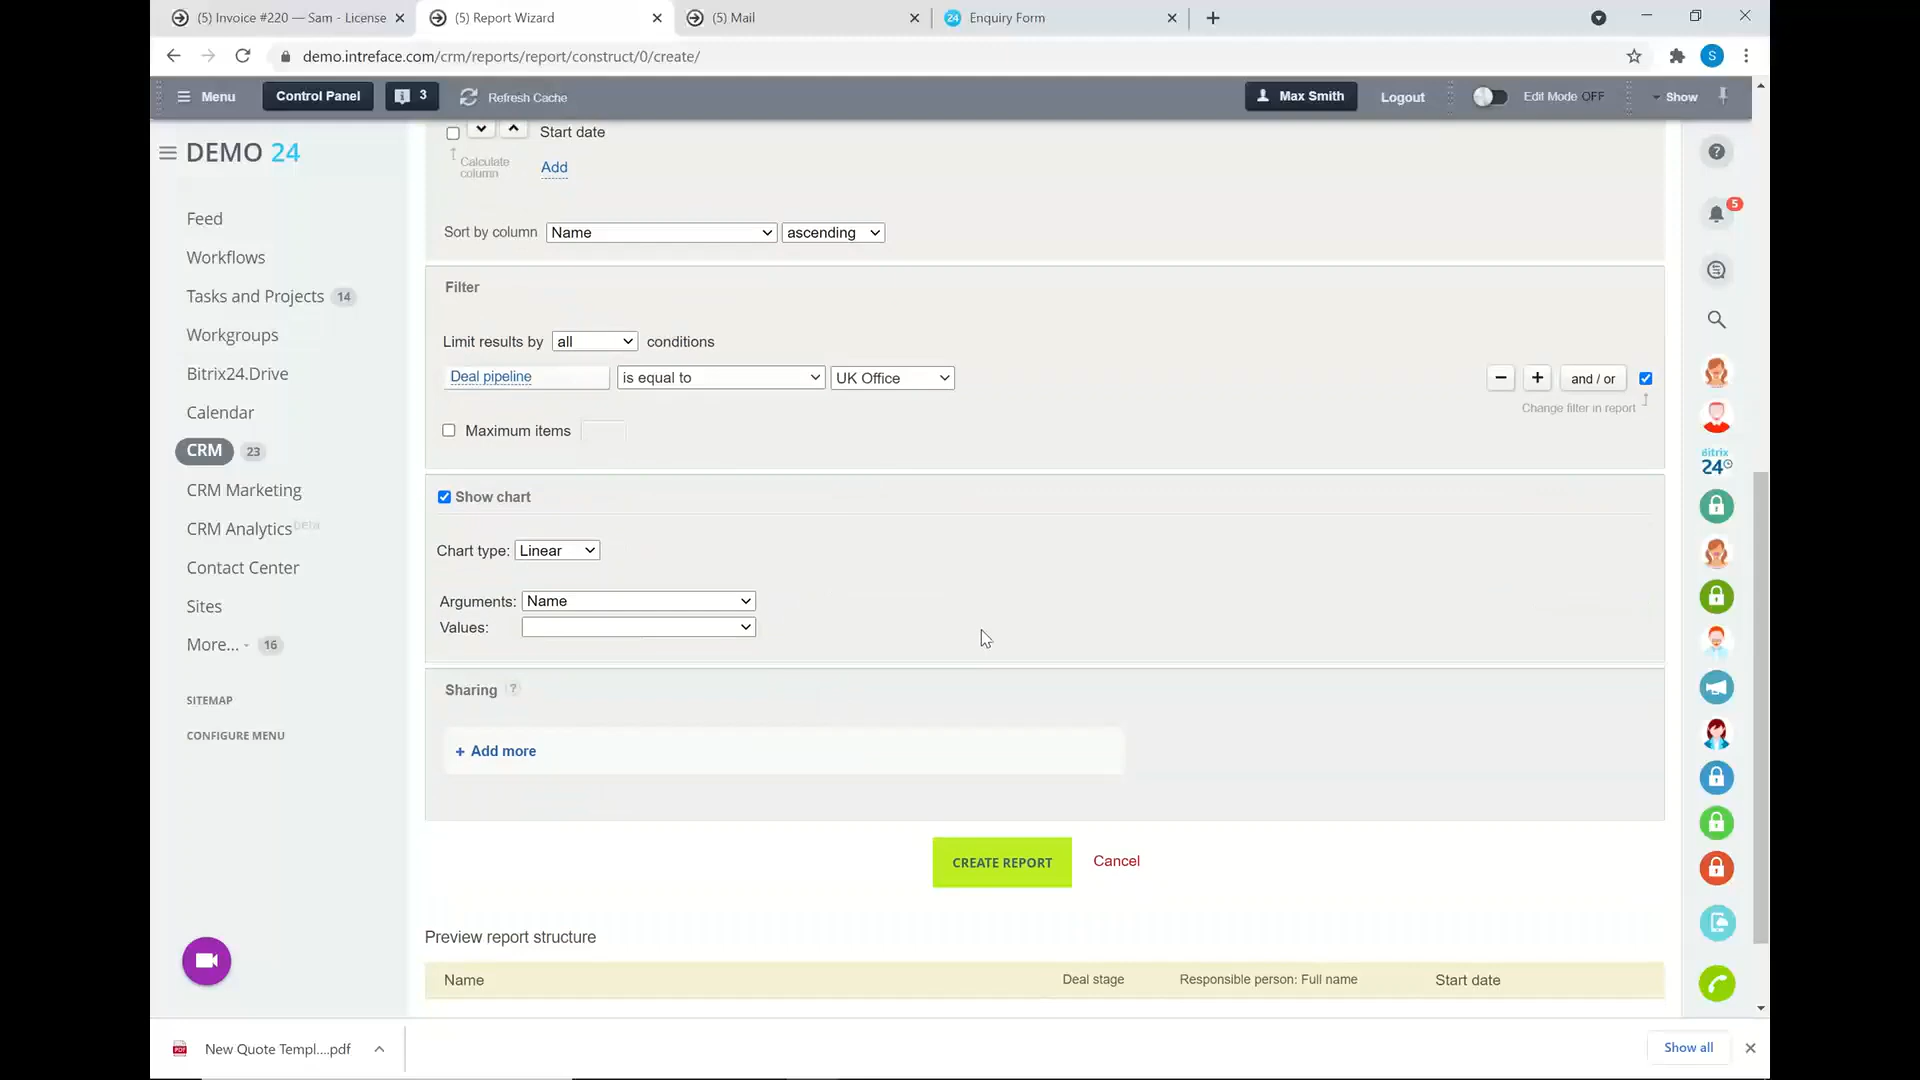 (5) Invoice #220 — Sam - License
(5) Report Wizard
(5) Mail
24 Enquiry Form
demo.intreface.com/crm/reports/report/construct/0/create/
S
Menu
Control Panel
3
Refresh Cache
Max Smith
Logout
Edit Mode OFF
Show
DEMO 24
Feed
Workflows
Tasks and Projects 14
Workgroups
Bitrix24.Drive
Calendar
CRM 23
CRM Marketing
CRM Analytics beta
Contact Center
Sites
More... 16
SITEMAP
CONFIGURE MENU
Start date
Calculate column
Add
Sort by column Name ascending
Filter
Limit results by all conditions
Deal pipeline is equal to UK Office
- + and / or
Change filter in report
Maximum items
Show chart
Chart type: Linear
Arguments: Name
Values:
Sharing ?
+ Add more
CREATE REPORT Cancel
Preview report structure
Name Deal stage Responsible person: Full name Start date
?
5
Bitrix
24
PDF New Quote Templ....pdf
Show all